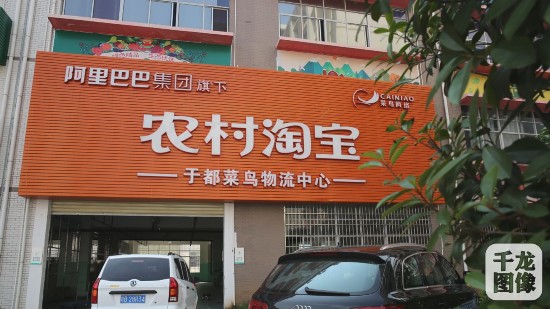 阿里巴巴集团 旗下
CAINIAO
菜鸟网络
农村淘宝
于都菜鸟物流中心
千龙
图像